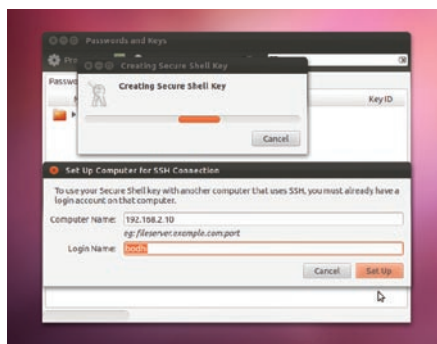 Passwords and Keys
Creating Secure Shell Key
Creating Secure Shell Key
Key ID
Cancel
Set Up Computer for SSH Connection
To use your Secure Shell key with another computer that uses SSH, you must already have a
login account on that computer.
Computer Name: 192.168.2.10
eg: fileserver.example.com:port
Login Name: bodhi
Cancel Set Up